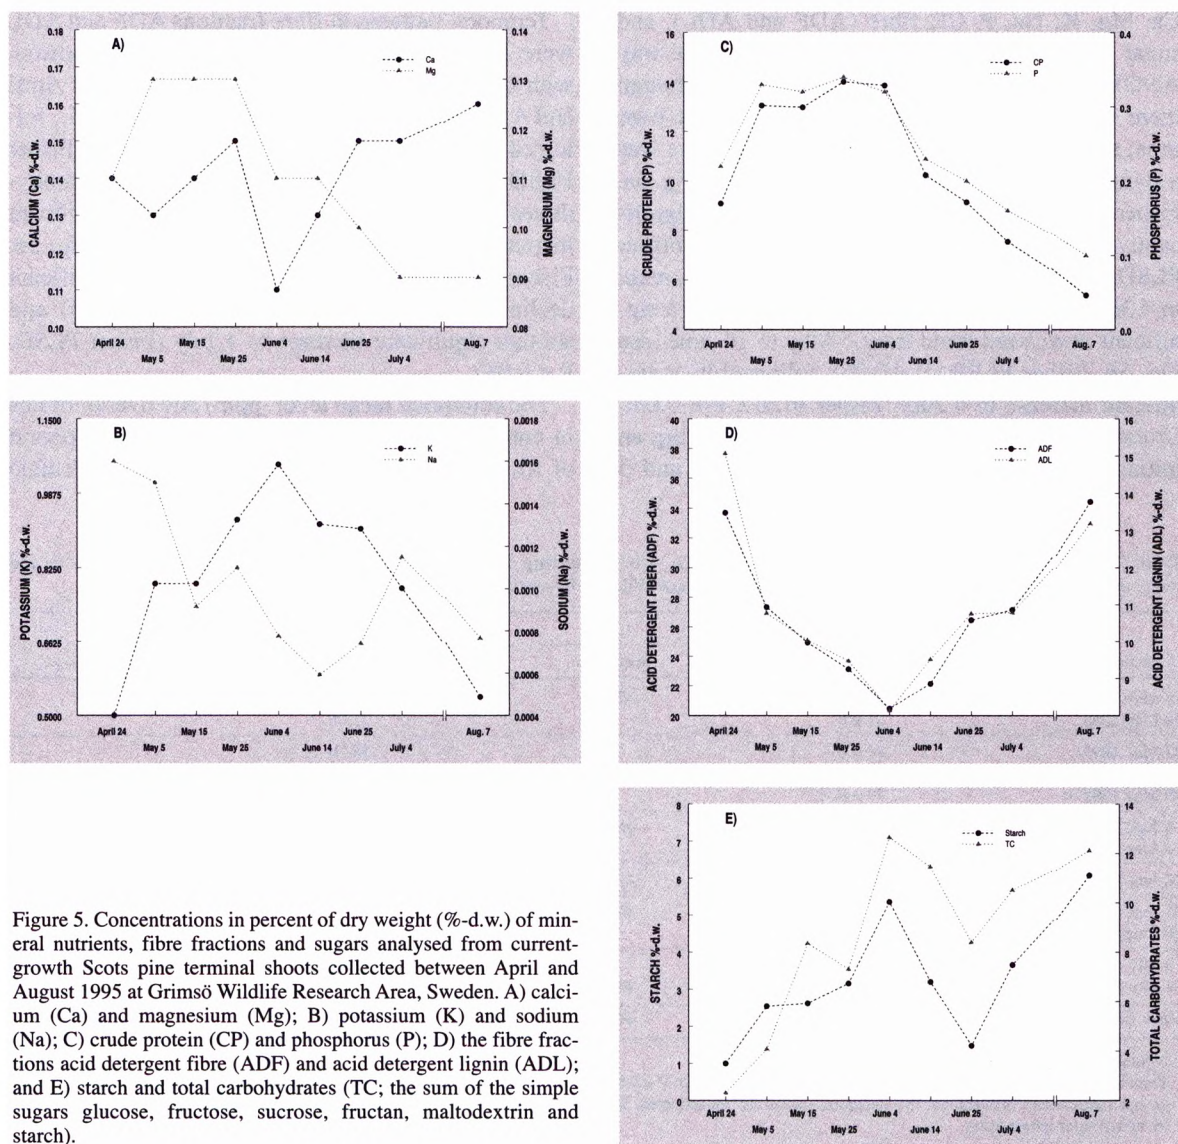 A)
Ca
Mg
CALCIUM (Ca) %-d.w.
0.18
0.17
0.16
0.15
0.14
0.13
0.12
0.11
0.10
MAGNESIUM (Mg) %-d.w.
0.14
0.13
0.12
0.11
0.10
0.09
0.08
April 24
May 5
May 15
May 25
June 4
June 14
June 25
July 4
Aug. 7
B)
K
Na
POTASSIUM (K) %-d.w.
1.1500
0.9875
0.8250
0.6625
0.5000
SODIUM (Na) %-d.w.
0.0018
0.0016
0.0014
0.0012
0.0010
0.0008
0.0006
0.0004
April 24
May 5
May 15
May 25
June 4
June 14
June 25
July 4
Aug. 7
C)
CP
P
CRUDE PROTEIN (CP) %-d.w.
16
14
12
10
8
6
4
PHOSPHORUS (P) %-d.w.
0.4
0.3
0.2
0.1
0.0
April 24
May 5
May 15
May 25
June 4
June 14
June 25
July 4
Aug. 7
D)
ADF
ADL
ACID DETERGENT FIBER (ADF) %-d.w.
40
38
36
34
32
30
28
26
24
22
20
ACID DETERGENT LIGNIN (ADL) %-d.w.
16
15
14
13
12
11
10
9
8
April 24
May 5
May 15
May 25
June 4
June 14
June 25
July 4
Aug. 7
E)
Starch
TC
STARCH %-d.w.
8
7
6
5
4
3
2
1
0
TOTAL CARBOHYDRATES %-d.w.
14
12
10
8
6
4
2
April 24
May 5
May 15
May 25
June 4
June 14
June 25
July 4
Aug. 7
Figure 5. Concentrations in percent of dry weight (%-d.w.) of min-
eral nutrients, fibre fractions and sugars analysed from current-
growth Scots pine terminal shoots collected between April and
August 1995 at Grimsö Wildlife Research Area, Sweden. A) calci-
um (Ca) and magnesium (Mg); B) potassium (K) and sodium
(Na); C) crude protein (CP) and phosphorus (P); D) the fibre frac-
tions acid detergent fibre (ADF) and acid detergent lignin (ADL);
and E) starch and total carbohydrates (TC; the sum of the simple
sugars glucose, fructose, sucrose, fructan, maltodextrin and
starch).